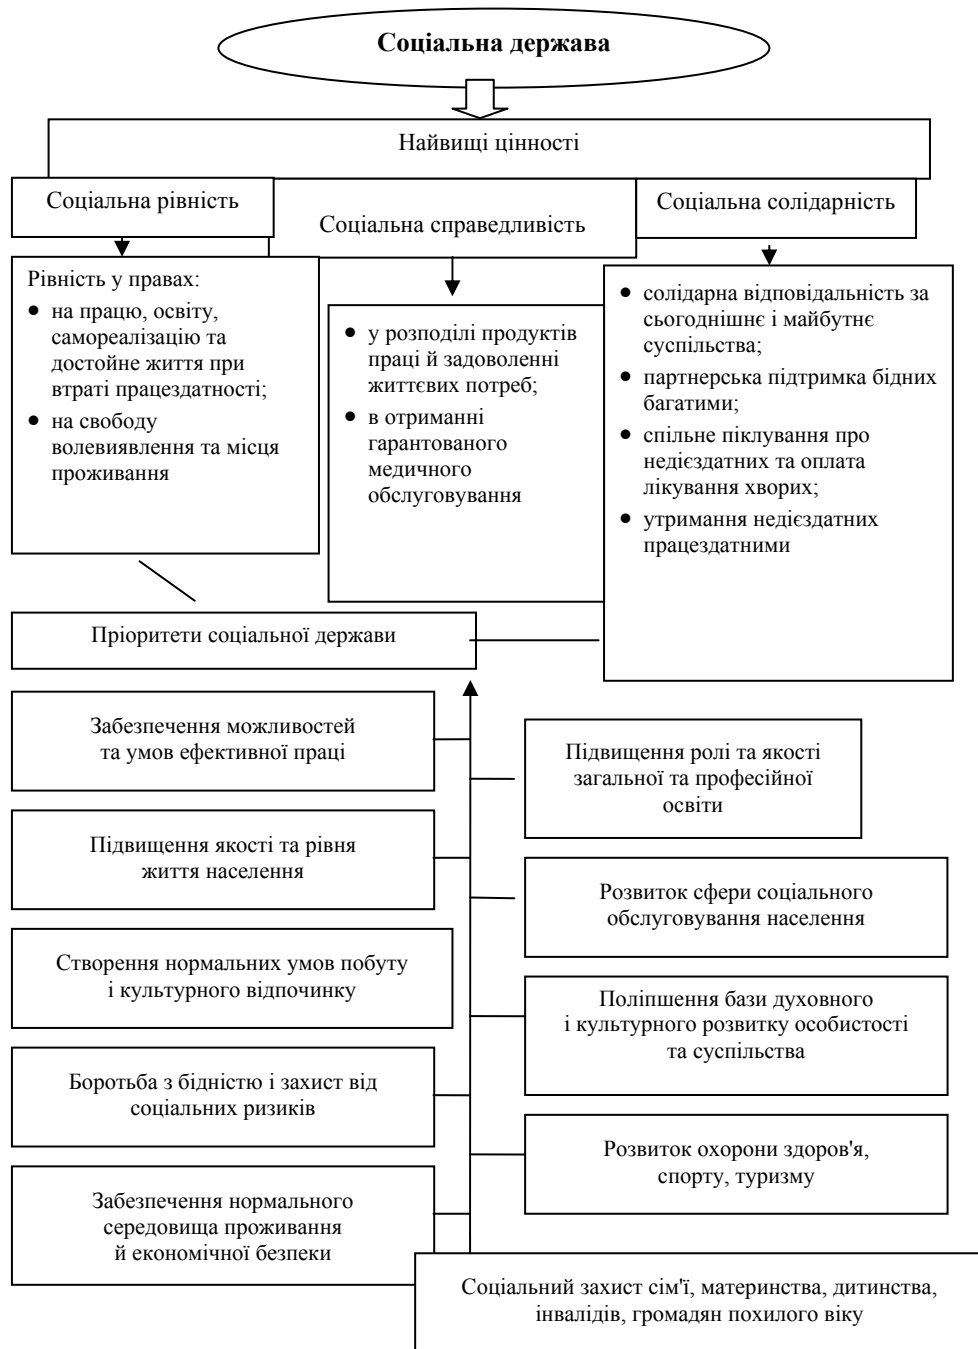 Соціальна держава
Найвищі цінності
Соціальна рівність
Соціальна справедливість
Соціальна солідарність
Рівність у правах:
• на працю, освіту,
самореалізацію та
достойне життя при
втраті працездатності;
• на свободу
волевиявлення та місця
проживання
• у розподілі продуктів
праці й задоволенні
життєвих потреб;
• в отриманні
гарантованого
медичного
обслуговування
• солідарна відповідальність за
сьогоднішнє і майбутнє
суспільства;
• партнерська підтримка бідних
багатими;
• спільне піклування про
недієздатних та оплата
лікування хворих;
• утримання недієздатних
працездатними
Пріоритети соціальної держави
Забезпечення можливостей
та умов ефективної праці
Підвищення ролі та якості
загальної та професійної
освіти
Підвищення якості та рівня
життя населення
Розвиток сфери соціального
обслуговування населення
Створення нормальних умов побуту
і культурного відпочинку
Поліпшення бази духовного
і культурного розвитку особистості
та суспільства
Боротьба з бідністю і захист від
соціальних ризиків
Розвиток охорони здоров'я,
спорту, туризму
Забезпечення нормального
середовища проживання
й економічної безпеки
Соціальний захист сім'ї, материнства, дитинства,
інвалідів, громадян похилого віку